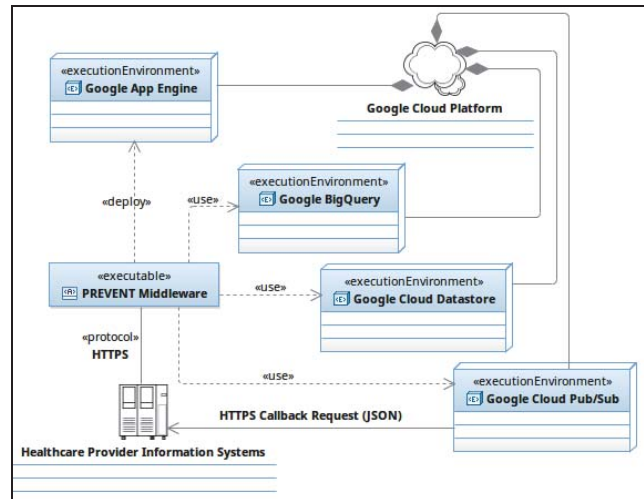 «executionEnvironment»
Google App Engine
Google Cloud Platform
«deploy»
«use»
«executionEnvironment»
Google BigQuery
«executable»
PREVENT Middleware
«use»
«executionEnvironment»
Google Cloud Datastore
«protocol»
HTTPS
«use»
«executionEnvironment»
Google Cloud Pub/Sub
HTTPS Callback Request (JSON)
Healthcare Provider Information Systems